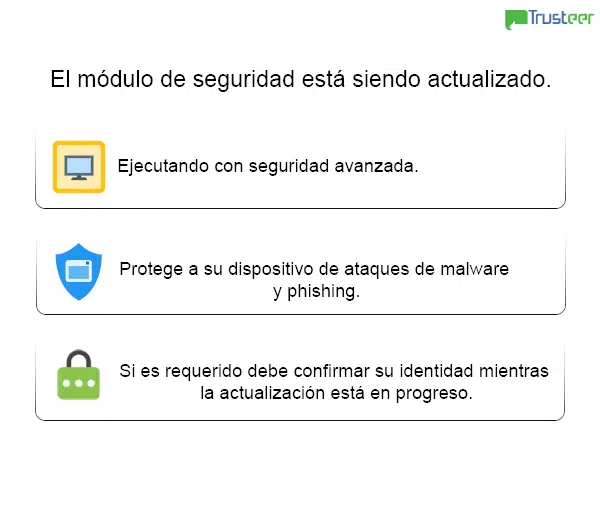 Trusteer
El módulo de seguridad está siendo actualizado.
Ejecutando con seguridad avanzada.
Protege a su dispositivo de ataques de malware
y phishing.
Si es requerido debe confirmar su identidad mientras
la actualización está en progreso.